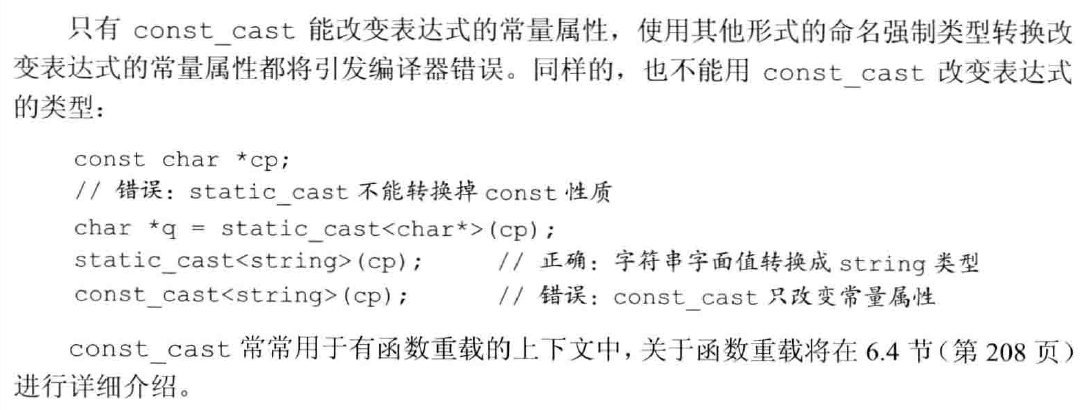 只有 const_cast 能改变表达式的常量属性，使用其他形式的命名强制类型转换改
变表达式的常量属性都将引发编译器错误。同样的，也不能用 const_cast 改变表达式
的类型：
const char *cp;
// 错误：static_cast 不能转换掉 const 性质
char *q = static_cast<char*>(cp);
static_cast<string>(cp); // 正确：字符串字面值转换成 string 类型
const_cast<string>(cp); // 错误：const_cast 只改变常量属性
const_cast 常常用于有函数重载的上下文中，关于函数重载将在 6.4 节（第 208 页）
进行详细介绍。